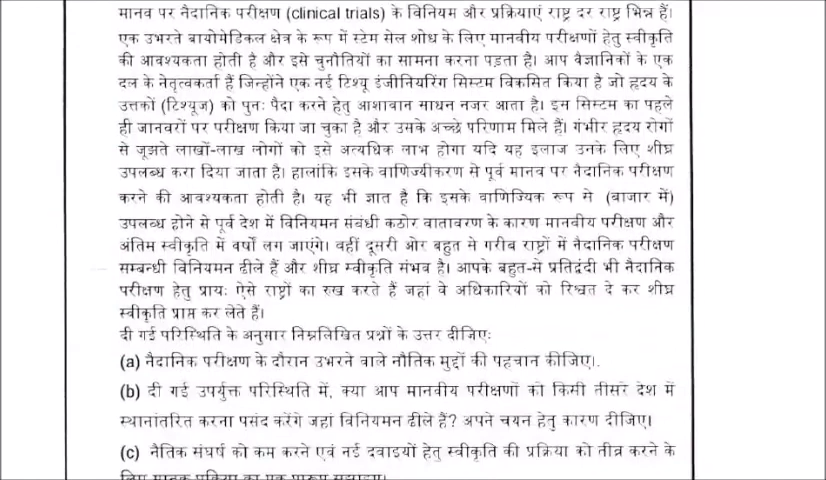 मानव पर नैदानिक परीक्षण (clinical trials) के विनियम और प्रक्रियाएं राष्ट्र दर राष्ट्र भिन्न हैं।
एक उभरते बायोमेडिकल क्षेत्र के रूप में स्टेम सेल शोध के लिए मानवीय परीक्षणों हेतु स्वीकृति
की आवश्यकता होती है और इसे चुनौतियों का सामना करना पड़ता है। आप वैज्ञानिकों के एक
दल के नेतृत्वकर्ता हैं जिन्होंने एक नई टिश्यू इंजीनियरिंग सिस्टम विकसित किया है जो हृदय के
उत्तकों (टिश्यूज) को पुनः पैदा करने हेतु आशावान साधन नजर आता है। इस सिस्टम का पहले
ही जानवरों पर परीक्षण किया जा चुका है और उसके अच्छे परिणाम मिले हैं। गंभीर हृदय रोगों
से जूझते लाखों-लाख लोगों को इसे अत्यधिक लाभ होगा यदि यह इलाज उनके लिए शीघ्र
उपलब्ध करा दिया जाता है। हालांकि इसके वाणिज्यीकरण से पूर्व मानव पर नैदानिक परीक्षण
करने की आवश्यकता होती है। यह भी ज्ञात है कि इसके वाणिज्यिक रूप से (बाजार में)
उपलब्ध होने से पूर्व देश में विनियमन संबंधी कठोर वातावरण के कारण मानवीय परीक्षण और
अंतिम स्वीकृति में वर्षों लग जाएंगे। वहीं दूसरी ओर बहुत से गरीब राष्ट्रों में नैदानिक परीक्षण
सम्बन्धी विनियमन ढीले हैं और शीघ्र स्वीकृति संभव है। आपके बहुत-से प्रतिद्वंदी भी नैदानिक
परीक्षण हेतु प्रायः ऐसे राष्ट्रों का रुख करते हैं जहां वे अधिकारियों को रिश्वत दे कर शीघ्र
स्वीकृति प्राप्त कर लेते हैं।
दी गई परिस्थिति के अनुसार निम्नलिखित प्रश्नों के उत्तर दीजिए:
(a) नैदानिक परीक्षण के दौरान उभरने वाले नौतिक मुद्दों की पहचान कीजिए।.
(b) दी गई उपर्युक्त परिस्थिति में, क्या आप मानवीय परीक्षणों को किसी तीसरे देश में
स्थानांतरित करना पसंद करेंगे जहां विनियमन ढीले हैं? अपने चयन हेतु कारण दीजिए।
(c) नैतिक संघर्ष को कम करने एवं नई दवाइयों हेतु स्वीकृति की प्रक्रिया को तीव्र करने के
लिए मानक प्रक्रिया का एक प्रारूप सुझाइए।